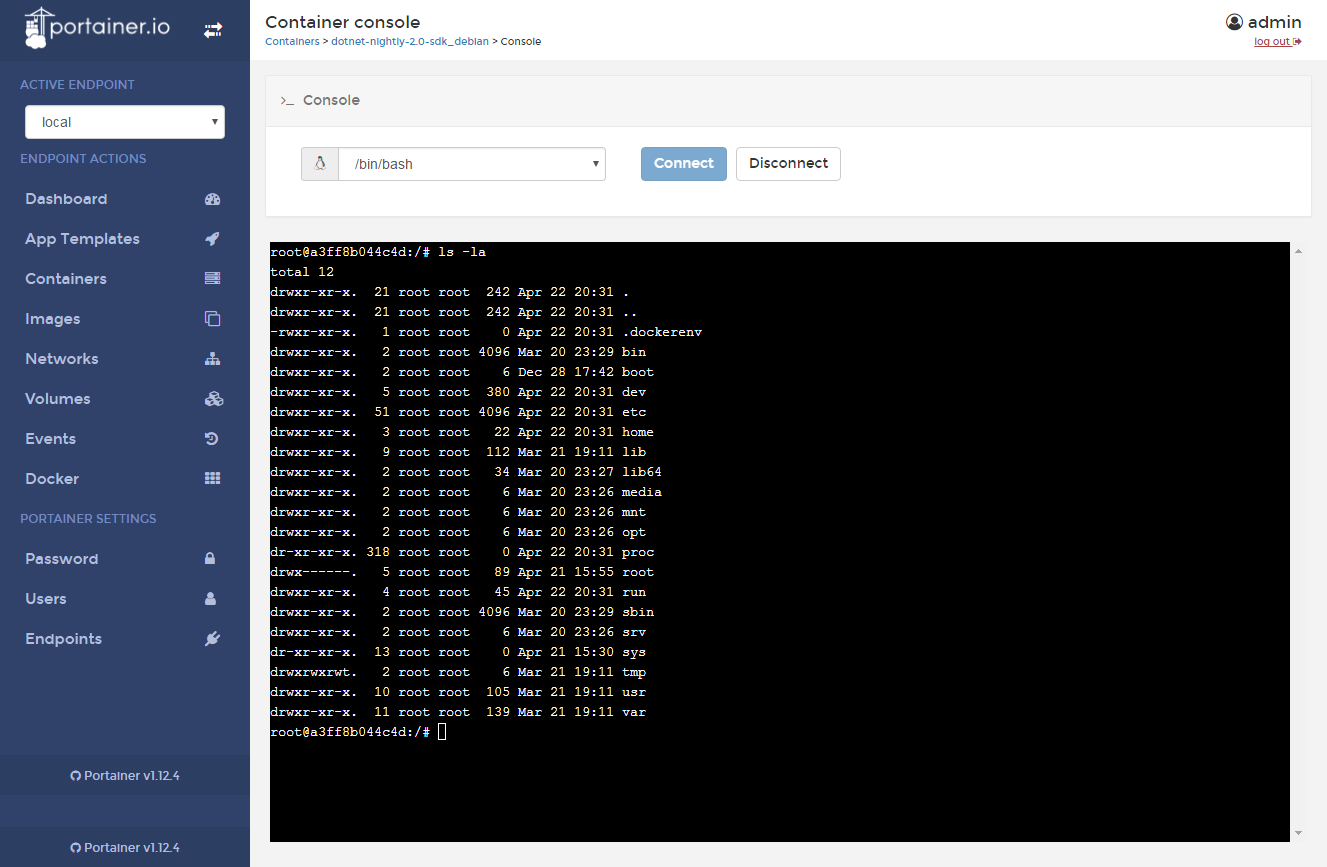 portainer.io
ACTIVE ENDPOINT
local
ENDPOINT ACTIONS
Dashboard
App Templates
Containers
Images
Networks
Volumes
Events
Docker
PORTAINER SETTINGS
Password
Users
Endpoints
Portainer v1.12.4
Portainer v1.12.4
Container console
Containers > dotnet-nightly-2.0-sdk_debian > Console
admin
log out
>_ Console
/bin/bash
Connect
Disconnect
root@a3ff8b044c4d:/# ls -la
total 12
drwxr-xr-x.  21 root root  242 Apr 22 20:31 .
drwxr-xr-x.  21 root root  242 Apr 22 20:31 ..
-rwxr-xr-x.   1 root root    0 Apr 22 20:31 .dockerenv
drwxr-xr-x.   2 root root 4096 Mar 20 23:29 bin
drwxr-xr-x.   2 root root    6 Dec 28 17:42 boot
drwxr-xr-x.   5 root root  380 Apr 22 20:31 dev
drwxr-xr-x.  51 root root 4096 Apr 22 20:31 etc
drwxr-xr-x.   3 root root   22 Apr 22 20:31 home
drwxr-xr-x.   9 root root  112 Mar 21 19:11 lib
drwxr-xr-x.   2 root root   34 Mar 20 23:27 lib64
drwxr-xr-x.   2 root root    6 Mar 20 23:26 media
drwxr-xr-x.   2 root root    6 Mar 20 23:26 mnt
drwxr-xr-x.   2 root root    6 Mar 20 23:26 opt
dr-xr-xr-x. 318 root root    0 Apr 22 20:31 proc
drwx------.   5 root root   89 Apr 21 15:55 root
drwxr-xr-x.   4 root root   45 Apr 22 20:31 run
drwxr-xr-x.   2 root root 4096 Mar 20 23:29 sbin
drwxr-xr-x.   2 root root    6 Mar 20 23:26 srv
dr-xr-xr-x.  13 root root    0 Apr 21 15:30 sys
drwxrwxrwt.   2 root root    6 Mar 21 19:11 tmp
drwxr-xr-x.  10 root root  105 Mar 21 19:11 usr
drwxr-xr-x.  11 root root  139 Mar 21 19:11 var
root@a3ff8b044c4d:/#